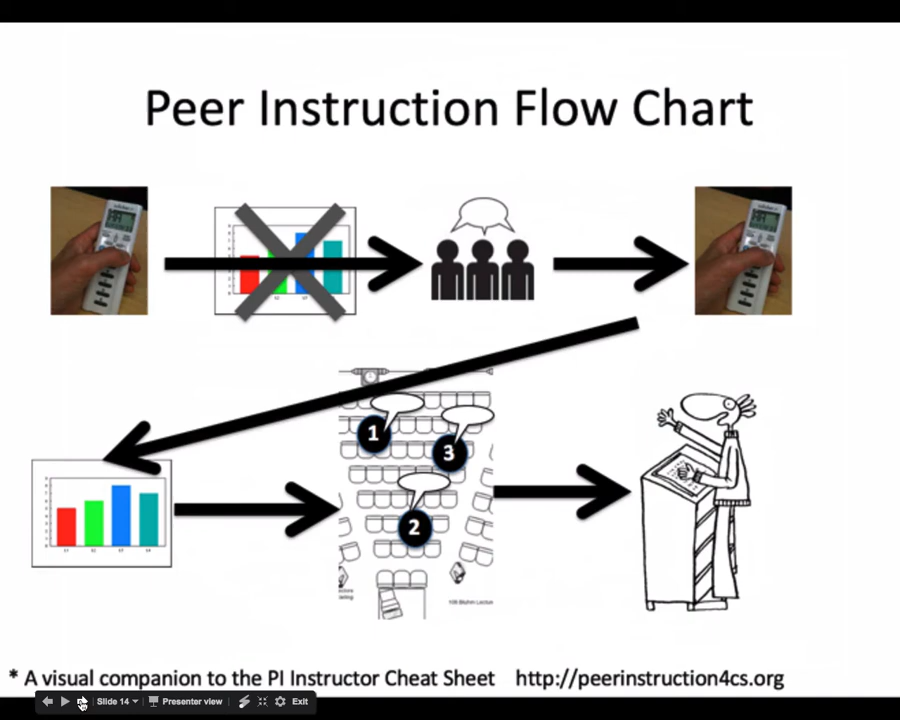 Peer Instruction Flow Chart
1
3
2
* A visual companion to the PI Instructor Cheat Sheet http://peerinstruction4cs.org
Slide 14
Presenter view
Exit